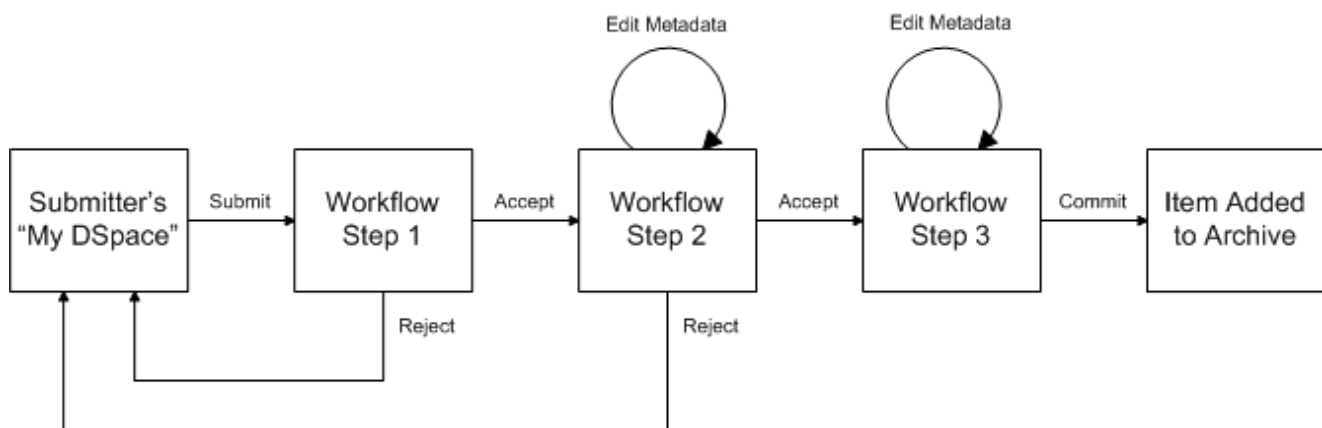 Edit Metadata
Edit Metadata
Submitter's
“My DSpace”
Submit
Workflow
Step 1
Accept
Workflow
Step 2
Accept
Workflow
Step 3
Commit
Item Added
to Archive
Reject
Reject